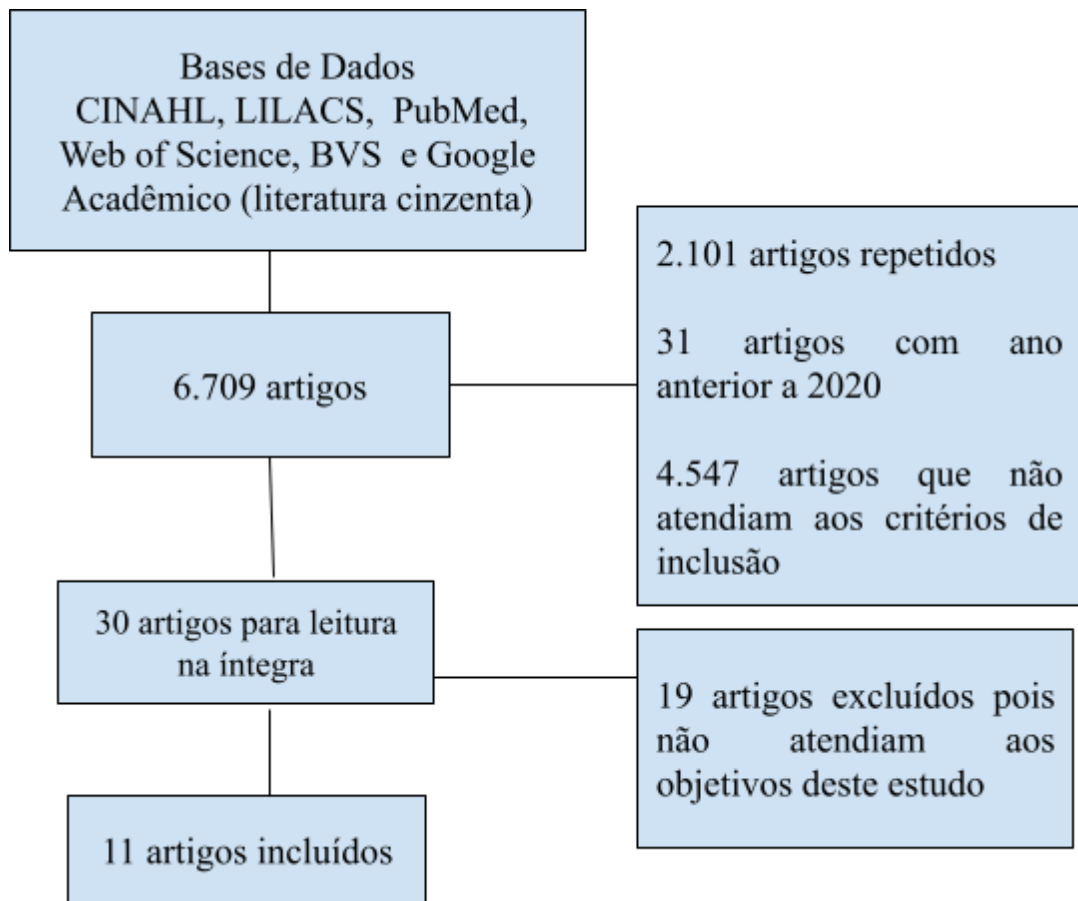 Bases de Dados
CINAHL, LILACS, PubMed,
Web of Science, BVS e Google
Acadêmico (literatura cinzenta)
6.709 artigos
2.101 artigos repetidos
31 artigos com ano
anterior a 2020
4.547 artigos que não
atendiam aos critérios de
inclusão
30 artigos para leitura
na íntegra
19 artigos excluídos pois
não atendiam aos
objetivos deste estudo
11 artigos incluídos